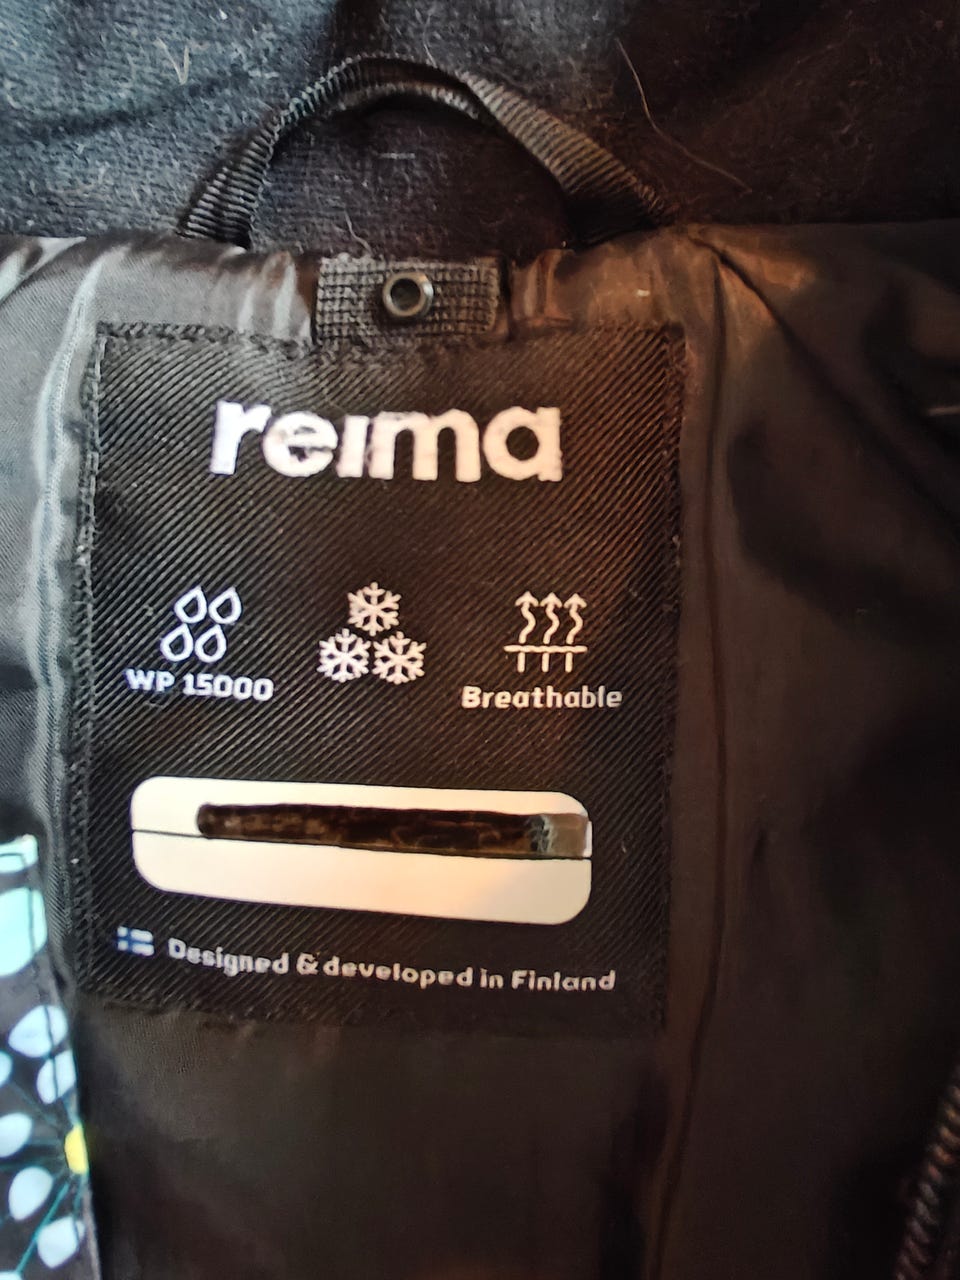 reima
WP 15000
Breathable
Designed & developed in Finland